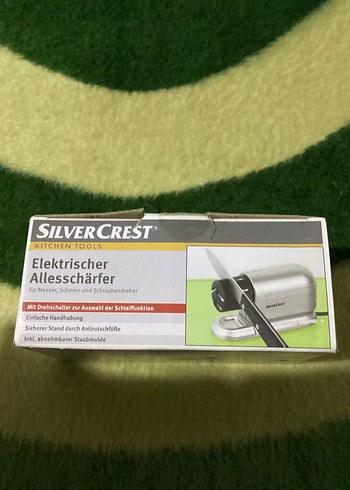 SILVERCREST®
KITCHEN TOOLS
Elektrischer
Allesschärfer
für Messer, Scheren und Schraubendreher
Mit Drehschalter zur Auswahl der Schleiffunktion
Einfache Handhabung
Sicherer Stand durch Antirutschfüße
Inkl. abnehmbarer Staubmulde
SILVERCREST